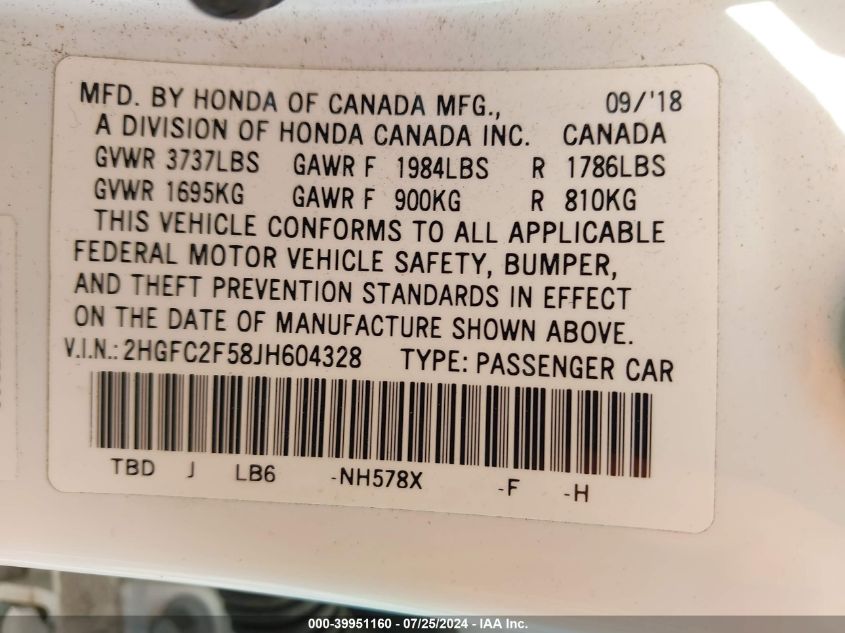 MFD. BY HONDA OF CANADA MFG., 09/'18
A DIVISION OF HONDA CANADA INC. CANADA
GVWR 3737LBS GAWR F 1984LBS R 1786LBS
GVWR 1695KG GAWR F 900KG R 810KG
THIS VEHICLE CONFORMS TO ALL APPLICABLE
FEDERAL MOTOR VEHICLE SAFETY, BUMPER,
AND THEFT PREVENTION STANDARDS IN EFFECT
ON THE DATE OF MANUFACTURE SHOWN ABOVE.
V.I.N.: 2HGFC2F58JH604328 TYPE: PASSENGER CAR
TBD J LB6 -NH578X -F -H
000-39951160 - 07/25/2024 - IAA Inc.